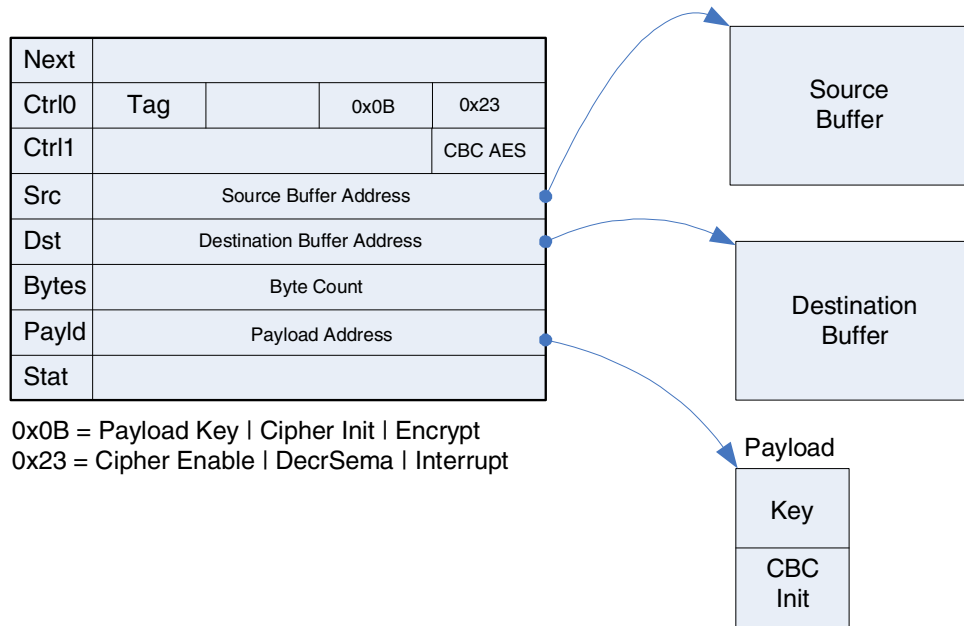 Next
Ctrl0 Tag 0x0B 0x23
Ctrl1 CBC AES
Src Source Buffer Address
Dst Destination Buffer Address
Bytes Byte Count
Payld Payload Address
Stat
0x0B = Payload Key | Cipher Init | Encrypt
0x23 = Cipher Enable | DecrSema | Interrupt
Source
Buffer
Destination
Buffer
Payload
Key
CBC
Init